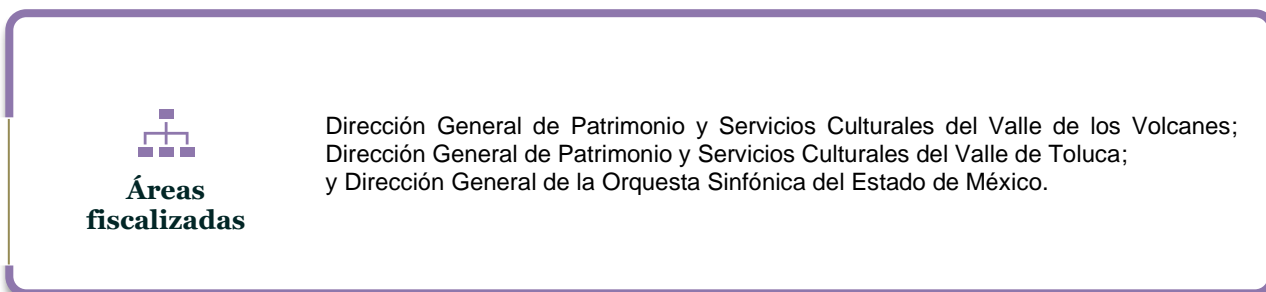 Áreas
fiscalizadas
Dirección General de Patrimonio y Servicios Culturales del Valle de los Volcanes;
Dirección General de Patrimonio y Servicios Culturales del Valle de Toluca;
y Dirección General de la Orquesta Sinfónica del Estado de México.